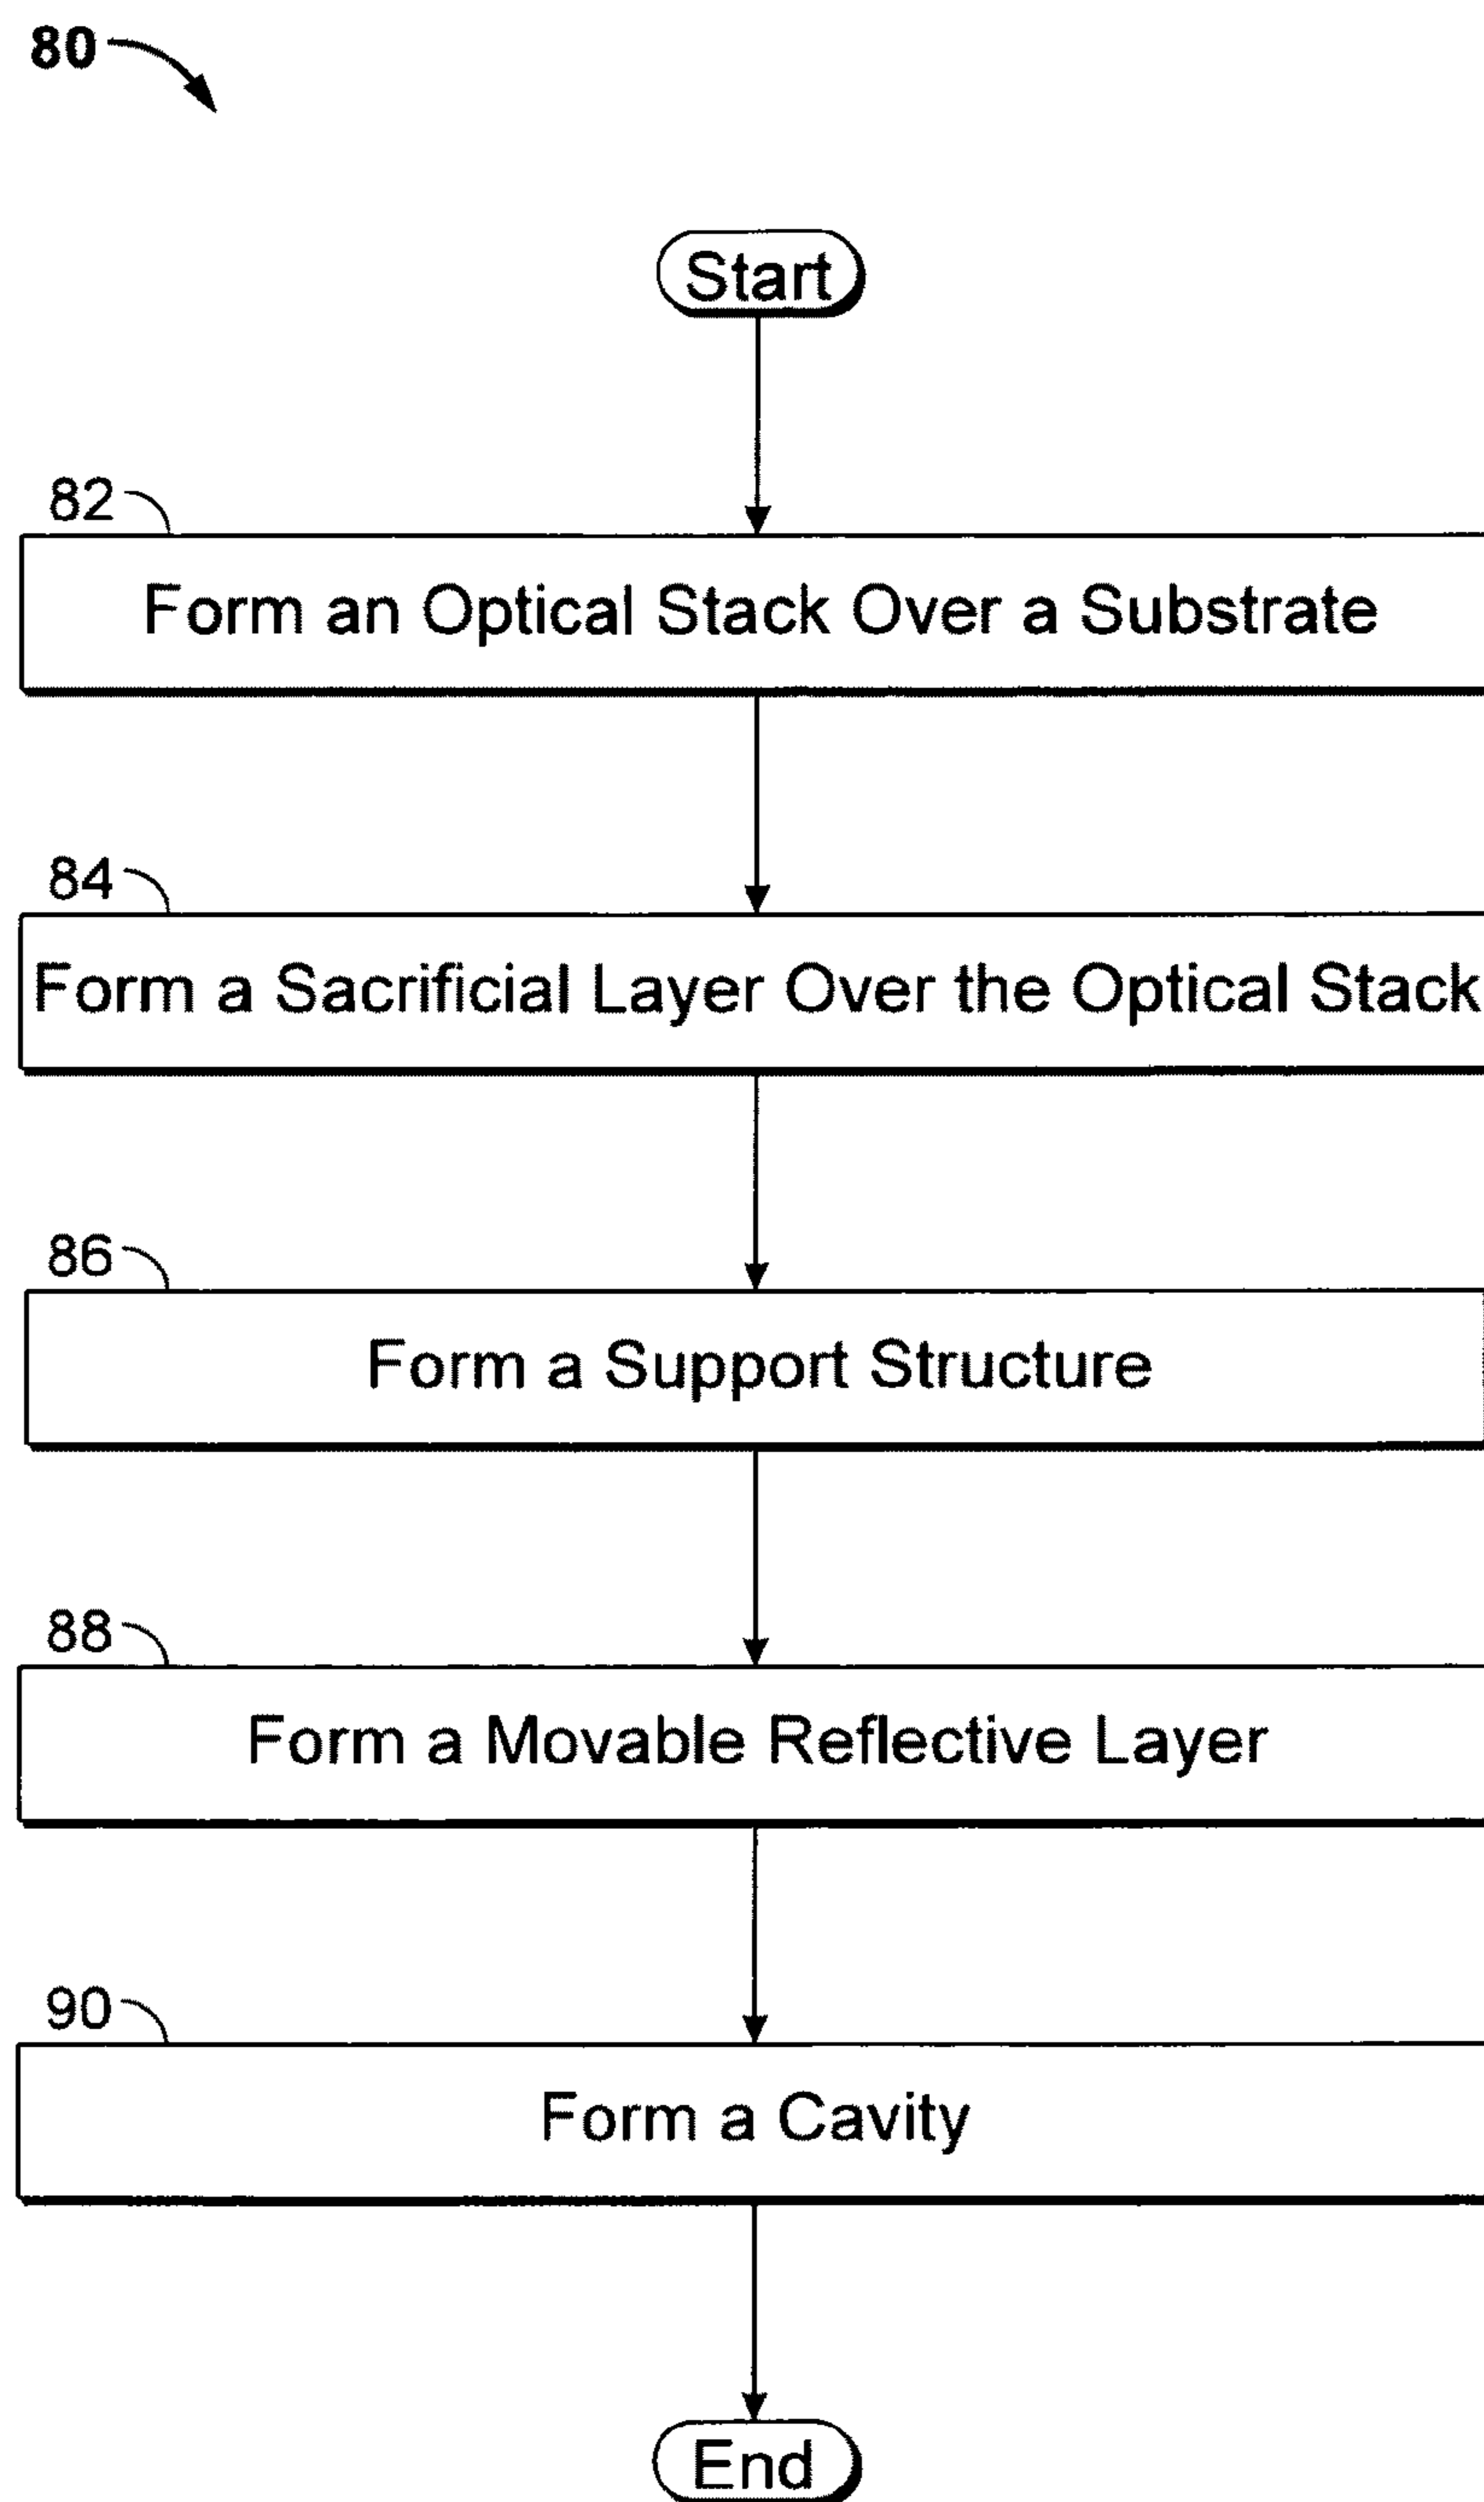 80
Start
82
Form an Optical Stack Over a Substrate
84
Form a Sacrificial Layer Over the Optical Stack
86
Form a Support Structure
88
Form a Movable Reflective Layer
90
Form a Cavity
End